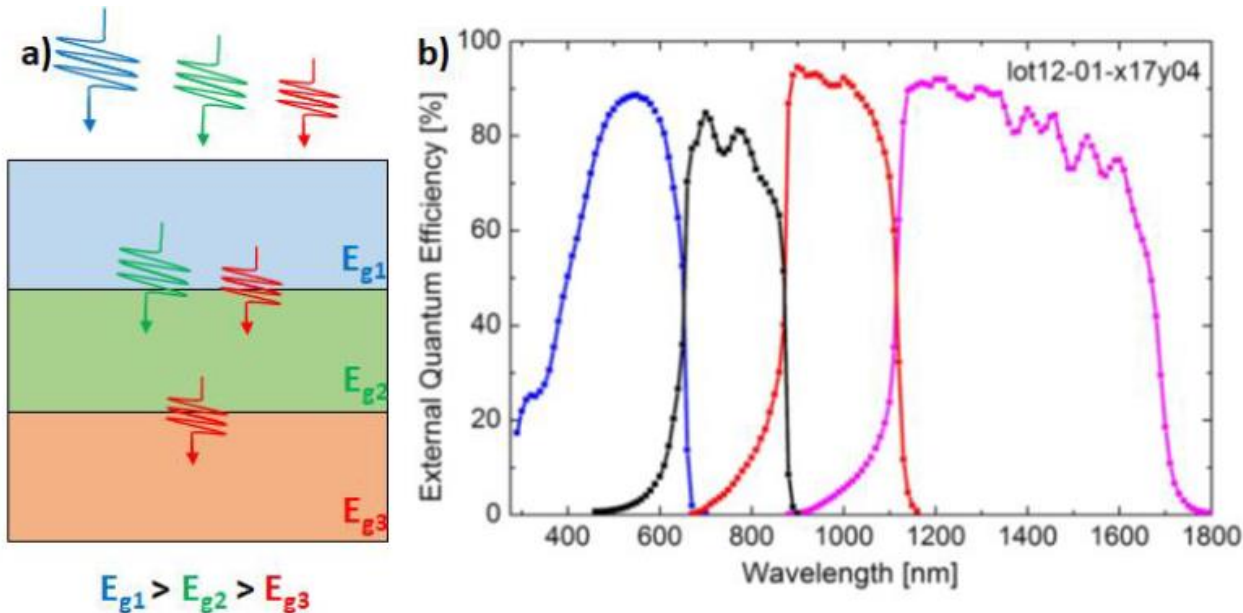 a)
E_g1
E_g2
E_g3
E_g1 > E_g2 > E_g3
b)
lot12-01-x17y04
External Quantum Efficiency [%]
100
80
60
40
20
0
400 600 800 1000 1200 1400 1600 1800
Wavelength [nm]